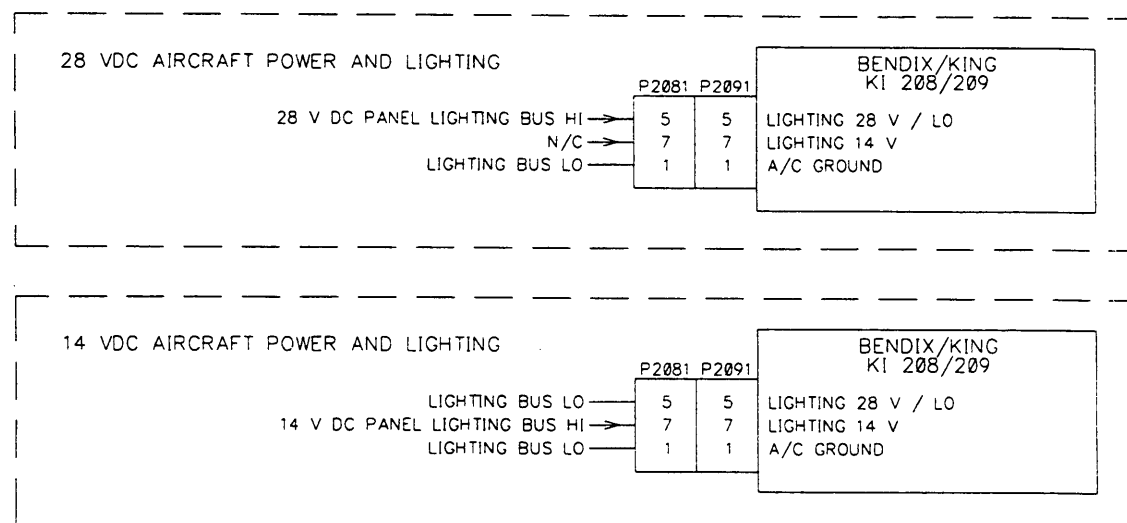 28 VDC AIRCRAFT POWER AND LIGHTING
BENDIX/KING
KI 208/209
P2081 P2091
28 V DC PANEL LIGHTING BUS HI 5 5 LIGHTING 28 V / LO
N/C 7 7 LIGHTING 14 V
LIGHTING BUS LO 1 1 A/C GROUND
14 VDC AIRCRAFT POWER AND LIGHTING
BENDIX/KING
KI 208/209
P2081 P2091
LIGHTING BUS LO 5 5 LIGHTING 28 V / LO
14 V DC PANEL LIGHTING BUS HI 7 7 LIGHTING 14 V
LIGHTING BUS LO 1 1 A/C GROUND